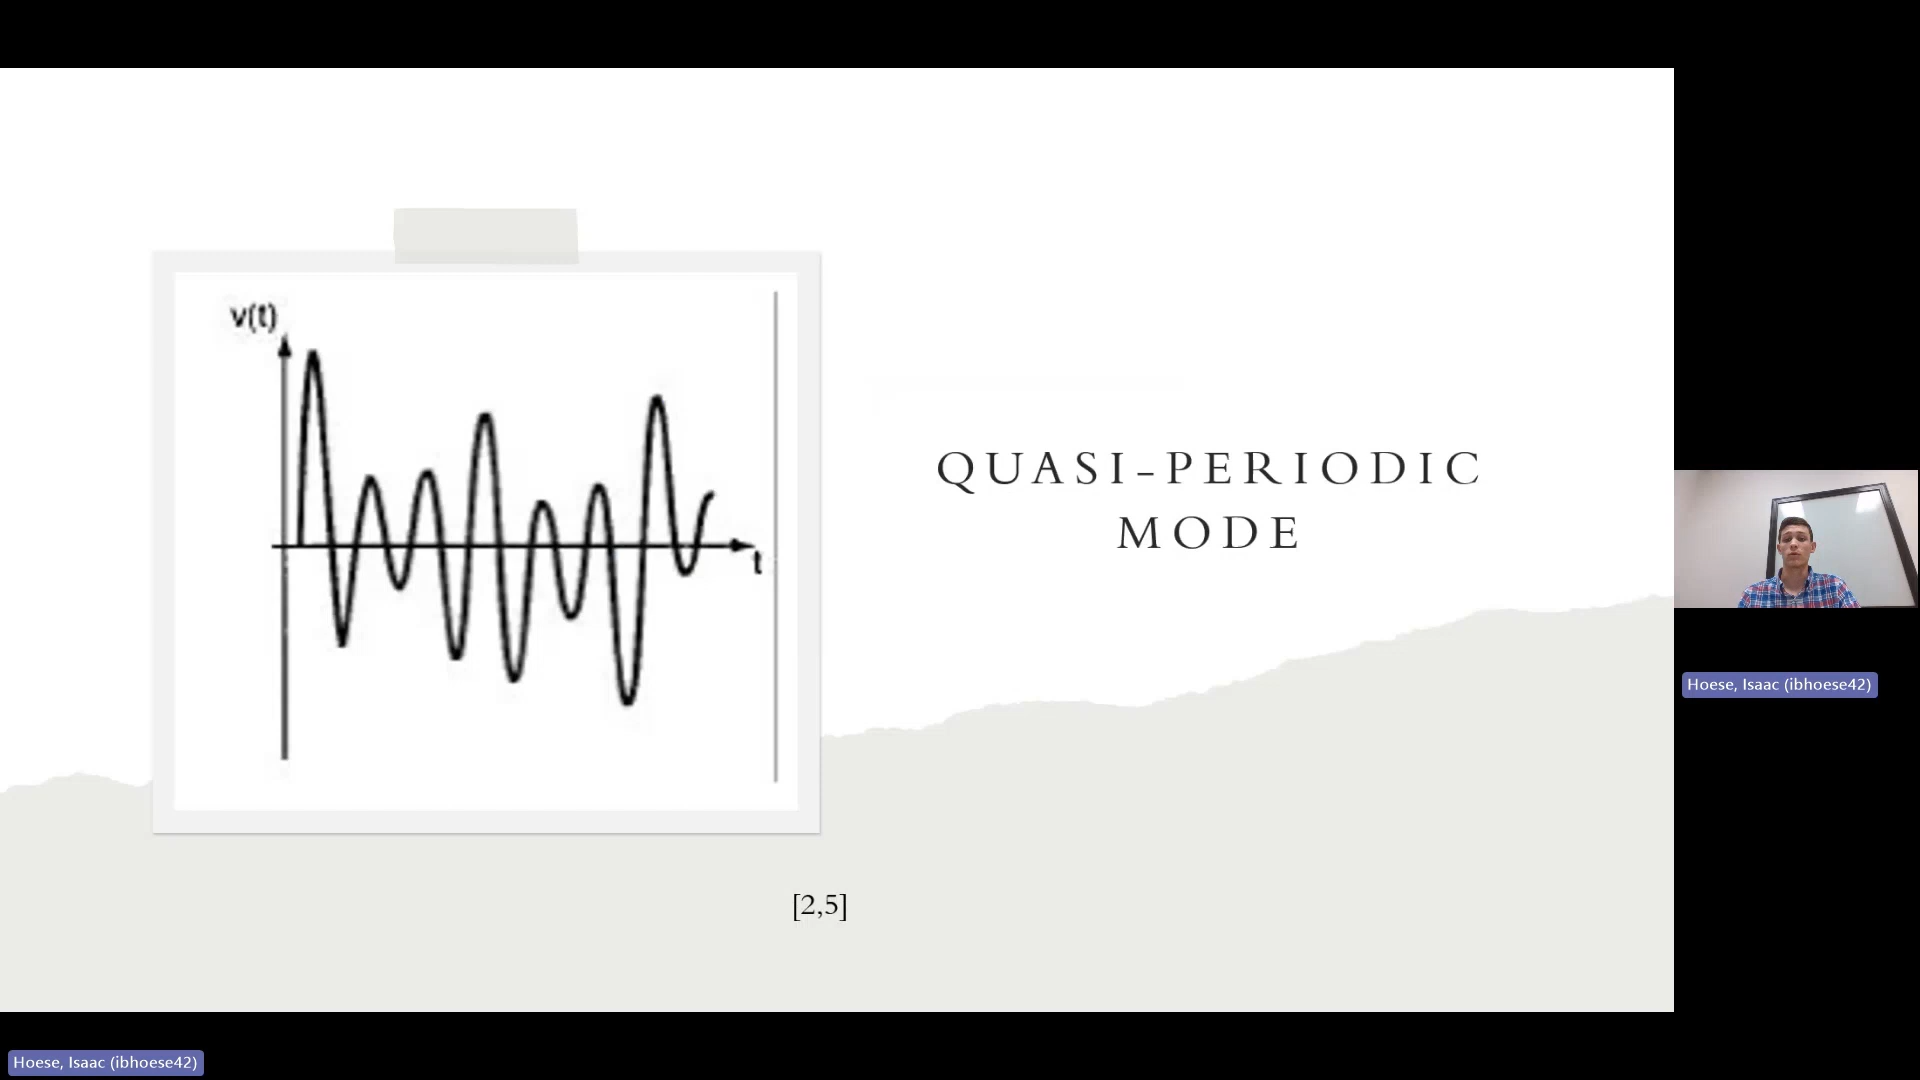 v(t)
t
QUASI-PERIODIC
MODE
[2,5]
Hoese, Isaac (ibhoese42)
Hoese, Isaac (ibhoese42)